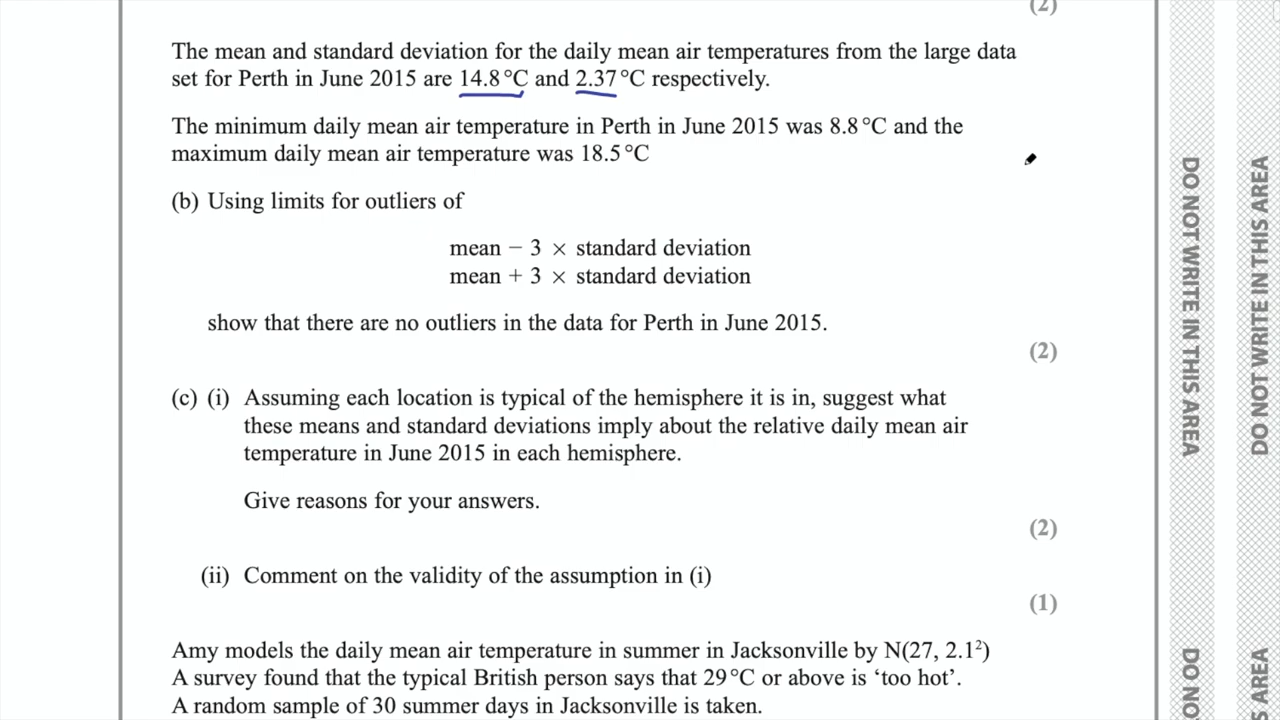 (2)
The mean and standard deviation for the daily mean air temperatures from the large data
set for Perth in June 2015 are 14.8 °C and 2.37 °C respectively.
The minimum daily mean air temperature in Perth in June 2015 was 8.8 °C and the
maximum daily mean air temperature was 18.5 °C
(b) Using limits for outliers of
mean − 3 × standard deviation
mean + 3 × standard deviation
show that there are no outliers in the data for Perth in June 2015.
(2)
(c) (i) Assuming each location is typical of the hemisphere it is in, suggest what
these means and standard deviations imply about the relative daily mean air
temperature in June 2015 in each hemisphere.
Give reasons for your answers.
(2)
(ii) Comment on the validity of the assumption in (i)
(1)
Amy models the daily mean air temperature in summer in Jacksonville by N(27, 2.1²)
A survey found that the typical British person says that 29 °C or above is ‘too hot’.
A random sample of 30 summer days in Jacksonville is taken.
DO NOT WRITE IN THIS AREA
DO NO
DO NOT WRITE IN THIS AREA
S AREA